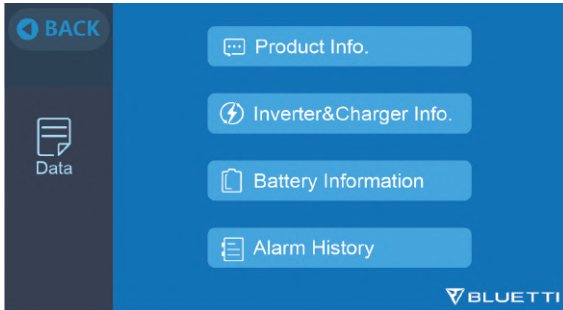 BACK
Data
Product Info.
Inverter&Charger Info.
Battery Information
Alarm History
BLUETTI